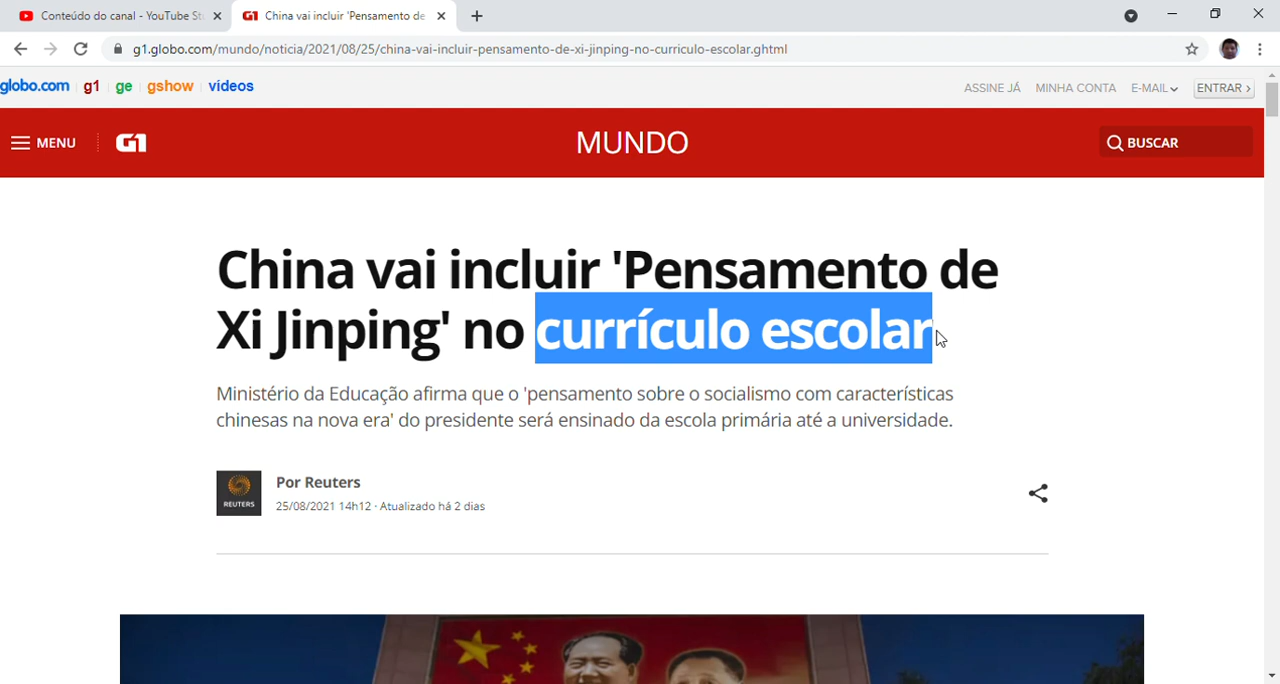 Conteúdo do canal - YouTube St
China vai incluir 'Pensamento de
g1.globo.com/mundo/noticia/2021/08/25/china-vai-incluir-pensamento-de-xi-jinping-no-curriculo-escolar.ghtml
globo.com g1 ge gshow videos
ASSINE JÁ MINHA CONTA E-MAIL ENTRAR
MENU G1 MUNDO BUSCAR
China vai incluir 'Pensamento de
Xi Jinping' no currículo escolar
Ministério da Educação afirma que o 'pensamento sobre o socialismo com características
chinesas na nova era' do presidente será ensinado da escola primária até a universidade.
REUTERS
Por Reuters
25/08/2021 14h12 · Atualizado há 2 dias